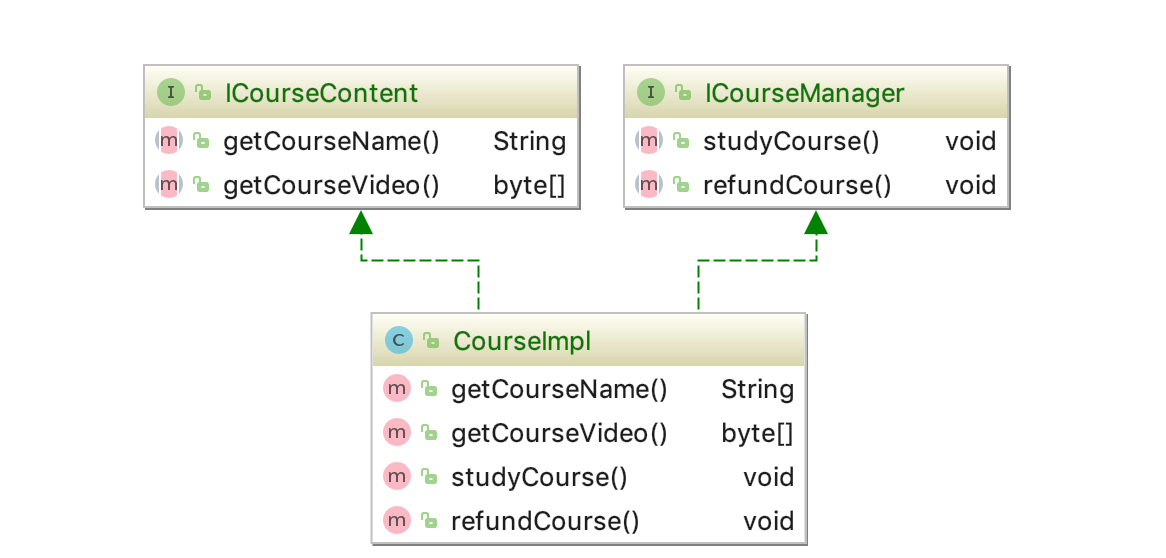 I ICourseContent
m getCourseName() String
m getCourseVideo() byte[]
I ICourseManager
m studyCourse() void
m refundCourse() void
C CourseImpl
m getCourseName() String
m getCourseVideo() byte[]
m studyCourse() void
m refundCourse() void